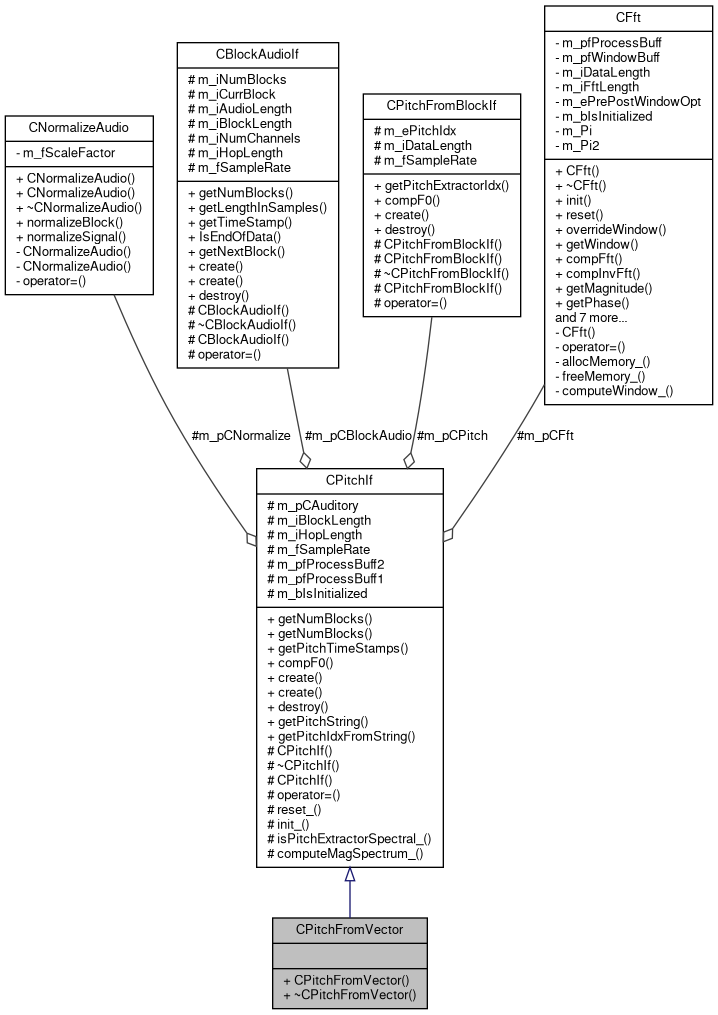 CNormalizeAudio
- m_fScaleFactor
+ CNormalizeAudio()
+ CNormalizeAudio()
+ ~CNormalizeAudio()
+ normalizeBlock()
+ normalizeSignal()
- CNormalizeAudio()
- CNormalizeAudio()
- operator=()
CBlockAudioIf
# m_iNumBlocks
# m_iCurrBlock
# m_iAudioLength
# m_iBlockLength
# m_iNumChannels
# m_iHopLength
# m_fSampleRate
+ getNumBlocks()
+ getLengthInSamples()
+ getTimeStamp()
+ IsEndOfData()
+ getNextBlock()
+ create()
+ create()
+ destroy()
# CBlockAudioIf()
# ~CBlockAudioIf()
# CBlockAudioIf()
# operator=()
CPitchFromBlockIf
# m_ePitchIdx
# m_iDataLength
# m_fSampleRate
+ getPitchExtractorIdx()
+ compF0()
+ create()
+ destroy()
# CPitchFromBlockIf()
# CPitchFromBlockIf()
# ~CPitchFromBlockIf()
# CPitchFromBlockIf()
# operator=()
CFft
- m_pfProcessBuff
- m_pfWindowBuff
- m_iDataLength
- m_iFftLength
- m_ePrePostWindowOpt
- m_bIsInitialized
- m_Pi
- m_Pi2
+ CFft()
+ ~CFft()
+ init()
+ reset()
+ overrideWindow()
+ getWindow()
+ compFft()
+ compInvFft()
+ getMagnitude()
+ getPhase()
and 7 more...
- CFft()
- operator=()
- allocMemory_()
- freeMemory_()
- computeWindow_()
#m_pCNormalize
#m_pCBlockAudio
#m_pCPitch
#m_pCFft
CPitchIf
# m_pCAuditory
# m_iBlockLength
# m_iHopLength
# m_fSampleRate
# m_pfProcessBuff2
# m_pfProcessBuff1
# m_bIsInitialized
+ getNumBlocks()
+ getNumBlocks()
+ getPitchTimeStamps()
+ compF0()
+ create()
+ create()
+ destroy()
+ getPitchString()
+ getPitchIdxFromString()
# CPitchIf()
# ~CPitchIf()
# CPitchIf()
# operator=()
# reset_()
# init_()
# isPitchExtractorSpectral_()
# computeMagSpectrum_()
CPitchFromVector
+ CPitchFromVector()
+ ~CPitchFromVector()